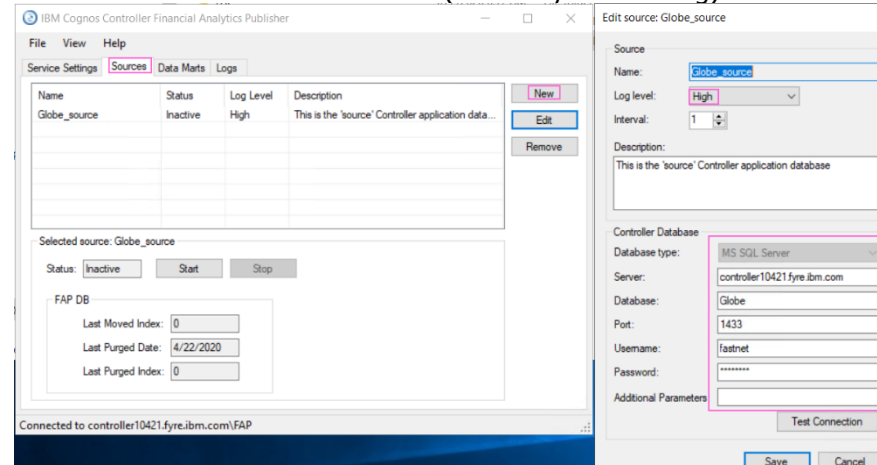 IBM Cognos Controller Financial Analytics Publisher
File View Help
Service Settings Sources Data Marts Logs
Name Status Log Level Description
Globe_source Inactive High This is the 'source' Controller application data...
New
Edit
Remove
Selected source: Globe_source
Status: Inactive Start Stop
FAP DB
Last Moved Index: 0
Last Purged Date: 4/22/2020
Last Purged Index: 0
Connected to controller10421.fyre.ibm.com\FAP
Edit source: Globe_source
Source
Name: Globe_source
Log level: High
Interval: 1
Description:
This is the 'source' Controller application database
Controller Database
Database type: MS SQL Server
Server: controller10421.fyre.ibm.com
Database: Globe
Port: 1433
Username: fastnet
Password: ********
Additional Parameters
Test Connection
Save Cancel